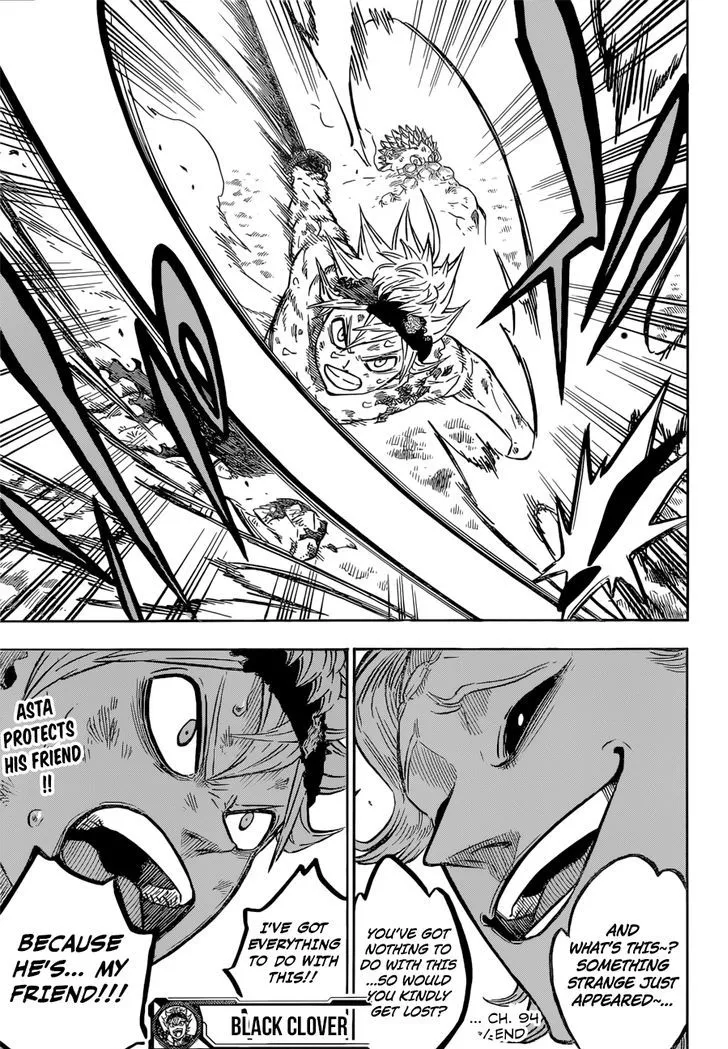 AND
WHAT'S THIS~?
SOMETHING
STRANGE JUST
APPEARED~...
YOU'VE GOT
NOTHING TO
DO WITH THIS
...SO WOULD
YOU KINDLY
GET LOST?
ASTA
PROTECTS
HIS FRIEND
!!
I'VE GOT
EVERYTHING
TO DO WITH
THIS!!
BECAUSE
HE'S... MY
FRIEND!!!
BLACK CLOVER
... CH. 94
END